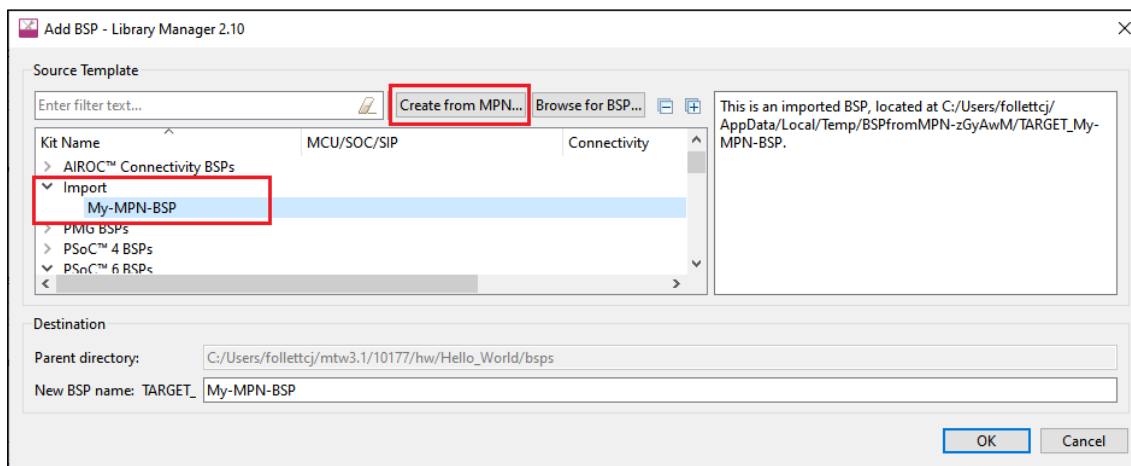 Add BSP - Library Manager 2.10
Source Template
Enter filter text...
Create from MPN...
Browse for BSP...
This is an imported BSP, located at C:/Users/follettcj/
AppData/Local/Temp/BSPfromMPN-zGyAwM/TARGET_My-
MPN-BSP.
Kit Name MCU/SOC/SIP Connectivity
AIROC™ Connectivity BSPs
Import
My-MPN-BSP
PMG BSPs
PSoC™ 4 BSPs
PSoC™ 6 BSPs
Destination
Parent directory: C:/Users/follettcj/mtw3.1/10177/hw/Hello_World/bsps
New BSP name: TARGET_ My-MPN-BSP
OK Cancel